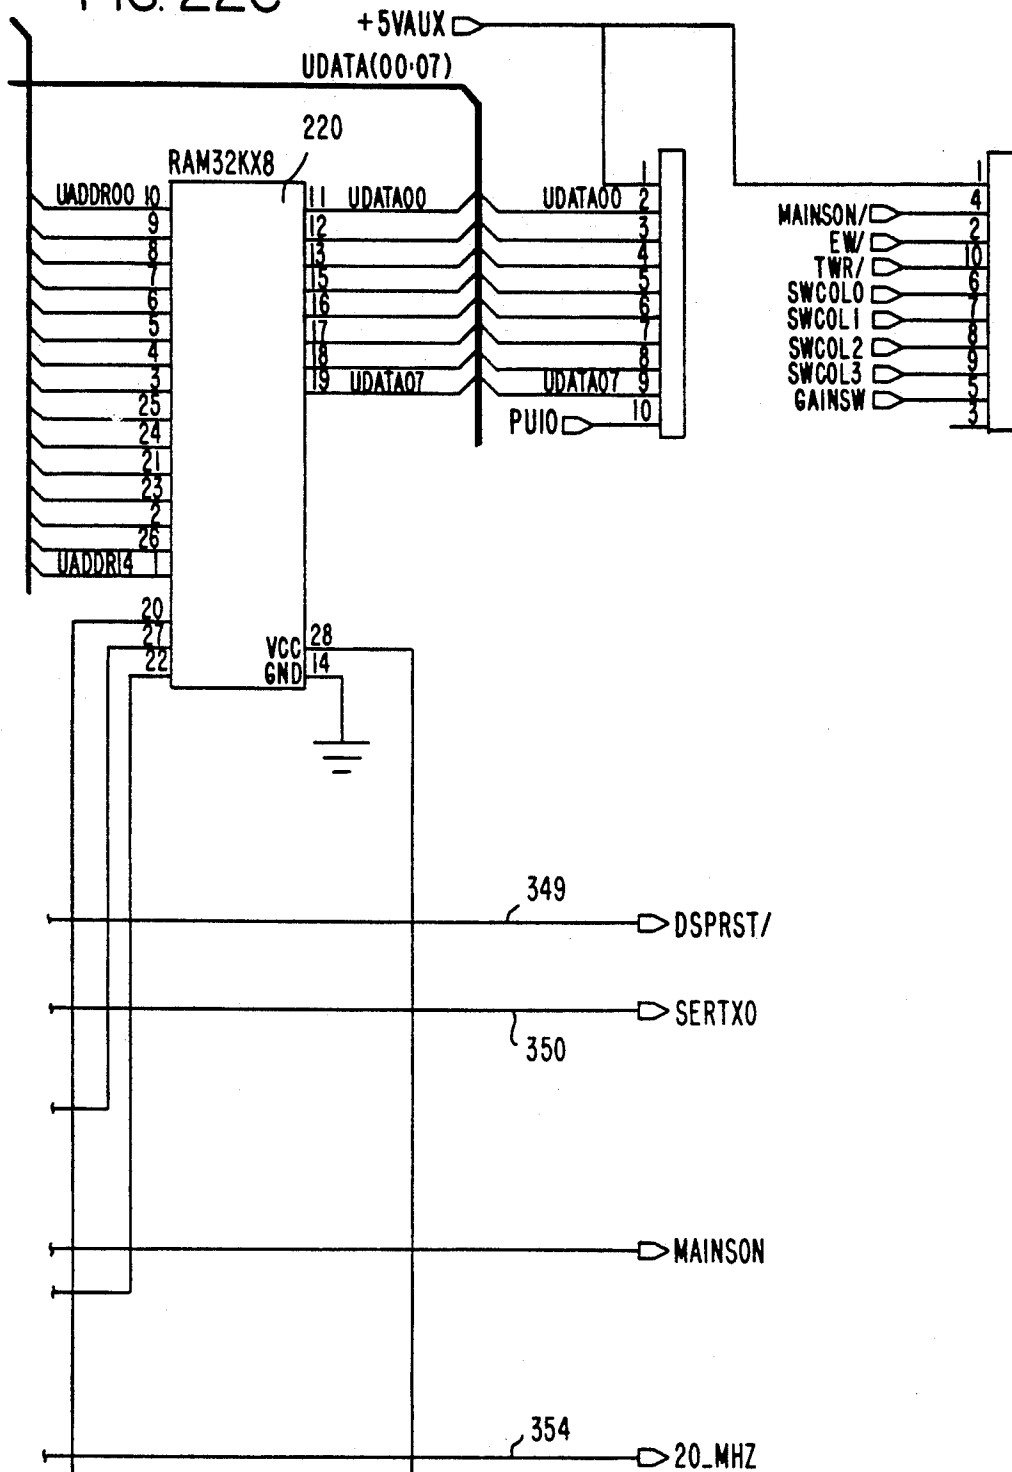 FIG. 22C
+5VAUX
UDATA(00:07)
220
RAM32KX8
UADDR00 10
9
8
7
6
5
4
3
25
24
21
23
2
26
UADDR14 1
20
27
22
11 UDATA00
12
13
15
16
17
18
19 UDATA07
VCC 28
GND 14
1
UDATA00 2
3
4
5
6
7
8
UDATA07 9
PU10 10
1
MAINSON/ 4
EW/ 2
TWR/ 10
SWCOL0 6
SWCOL1 7
SWCOL2 8
SWCOL3 9
GAINSW 5
3
349
DSPRST/
SERTX0
350
MAINSON
354
20_MHZ